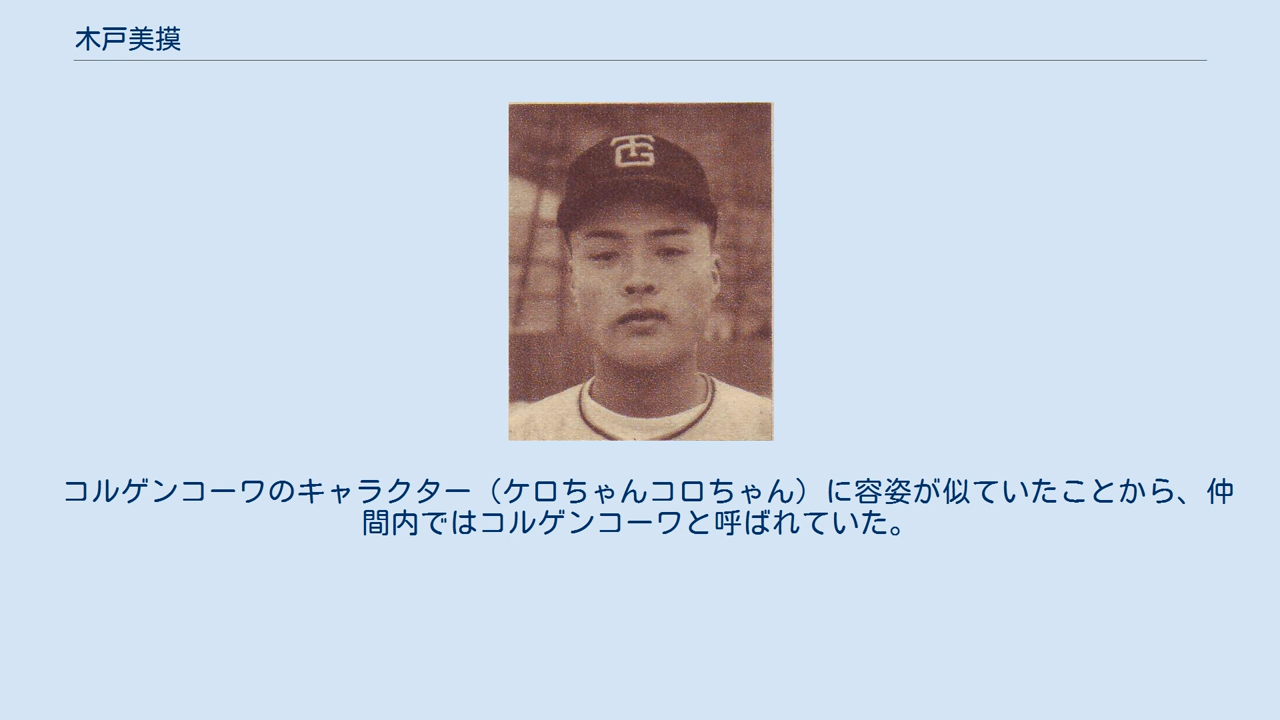 木戸美摸
TG
コルゲンコーワのキャラクター（ケロちゃんコロちゃん）に容姿が似ていたことから、仲
間内ではコルゲンコーワと呼ばれていた。